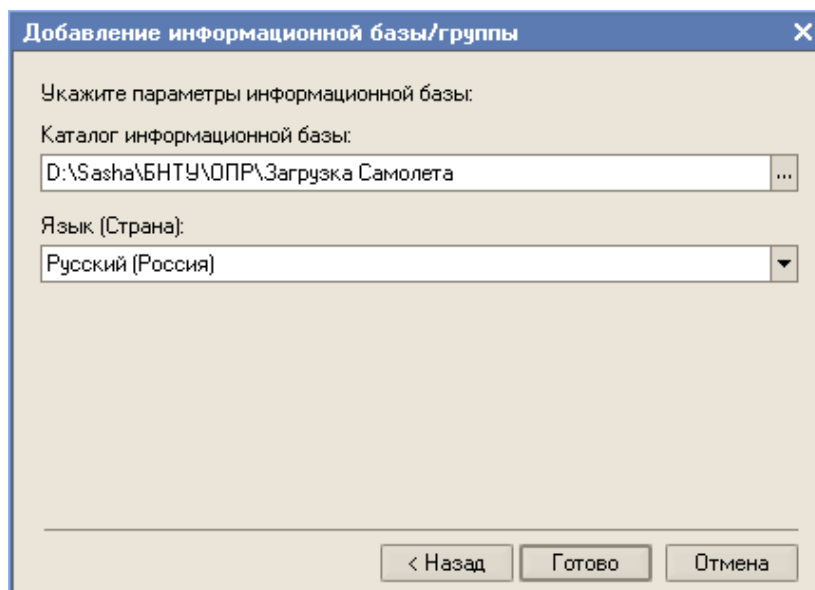 Добавление информационной базы/группы
Укажите параметры информационной базы:
Каталог информационной базы:
D:\Sasha\БНТУ\ОПР\Загрузка Самолета
...
Язык (Страна):
Русский (Россия)
< Назад
Готово
Отмена